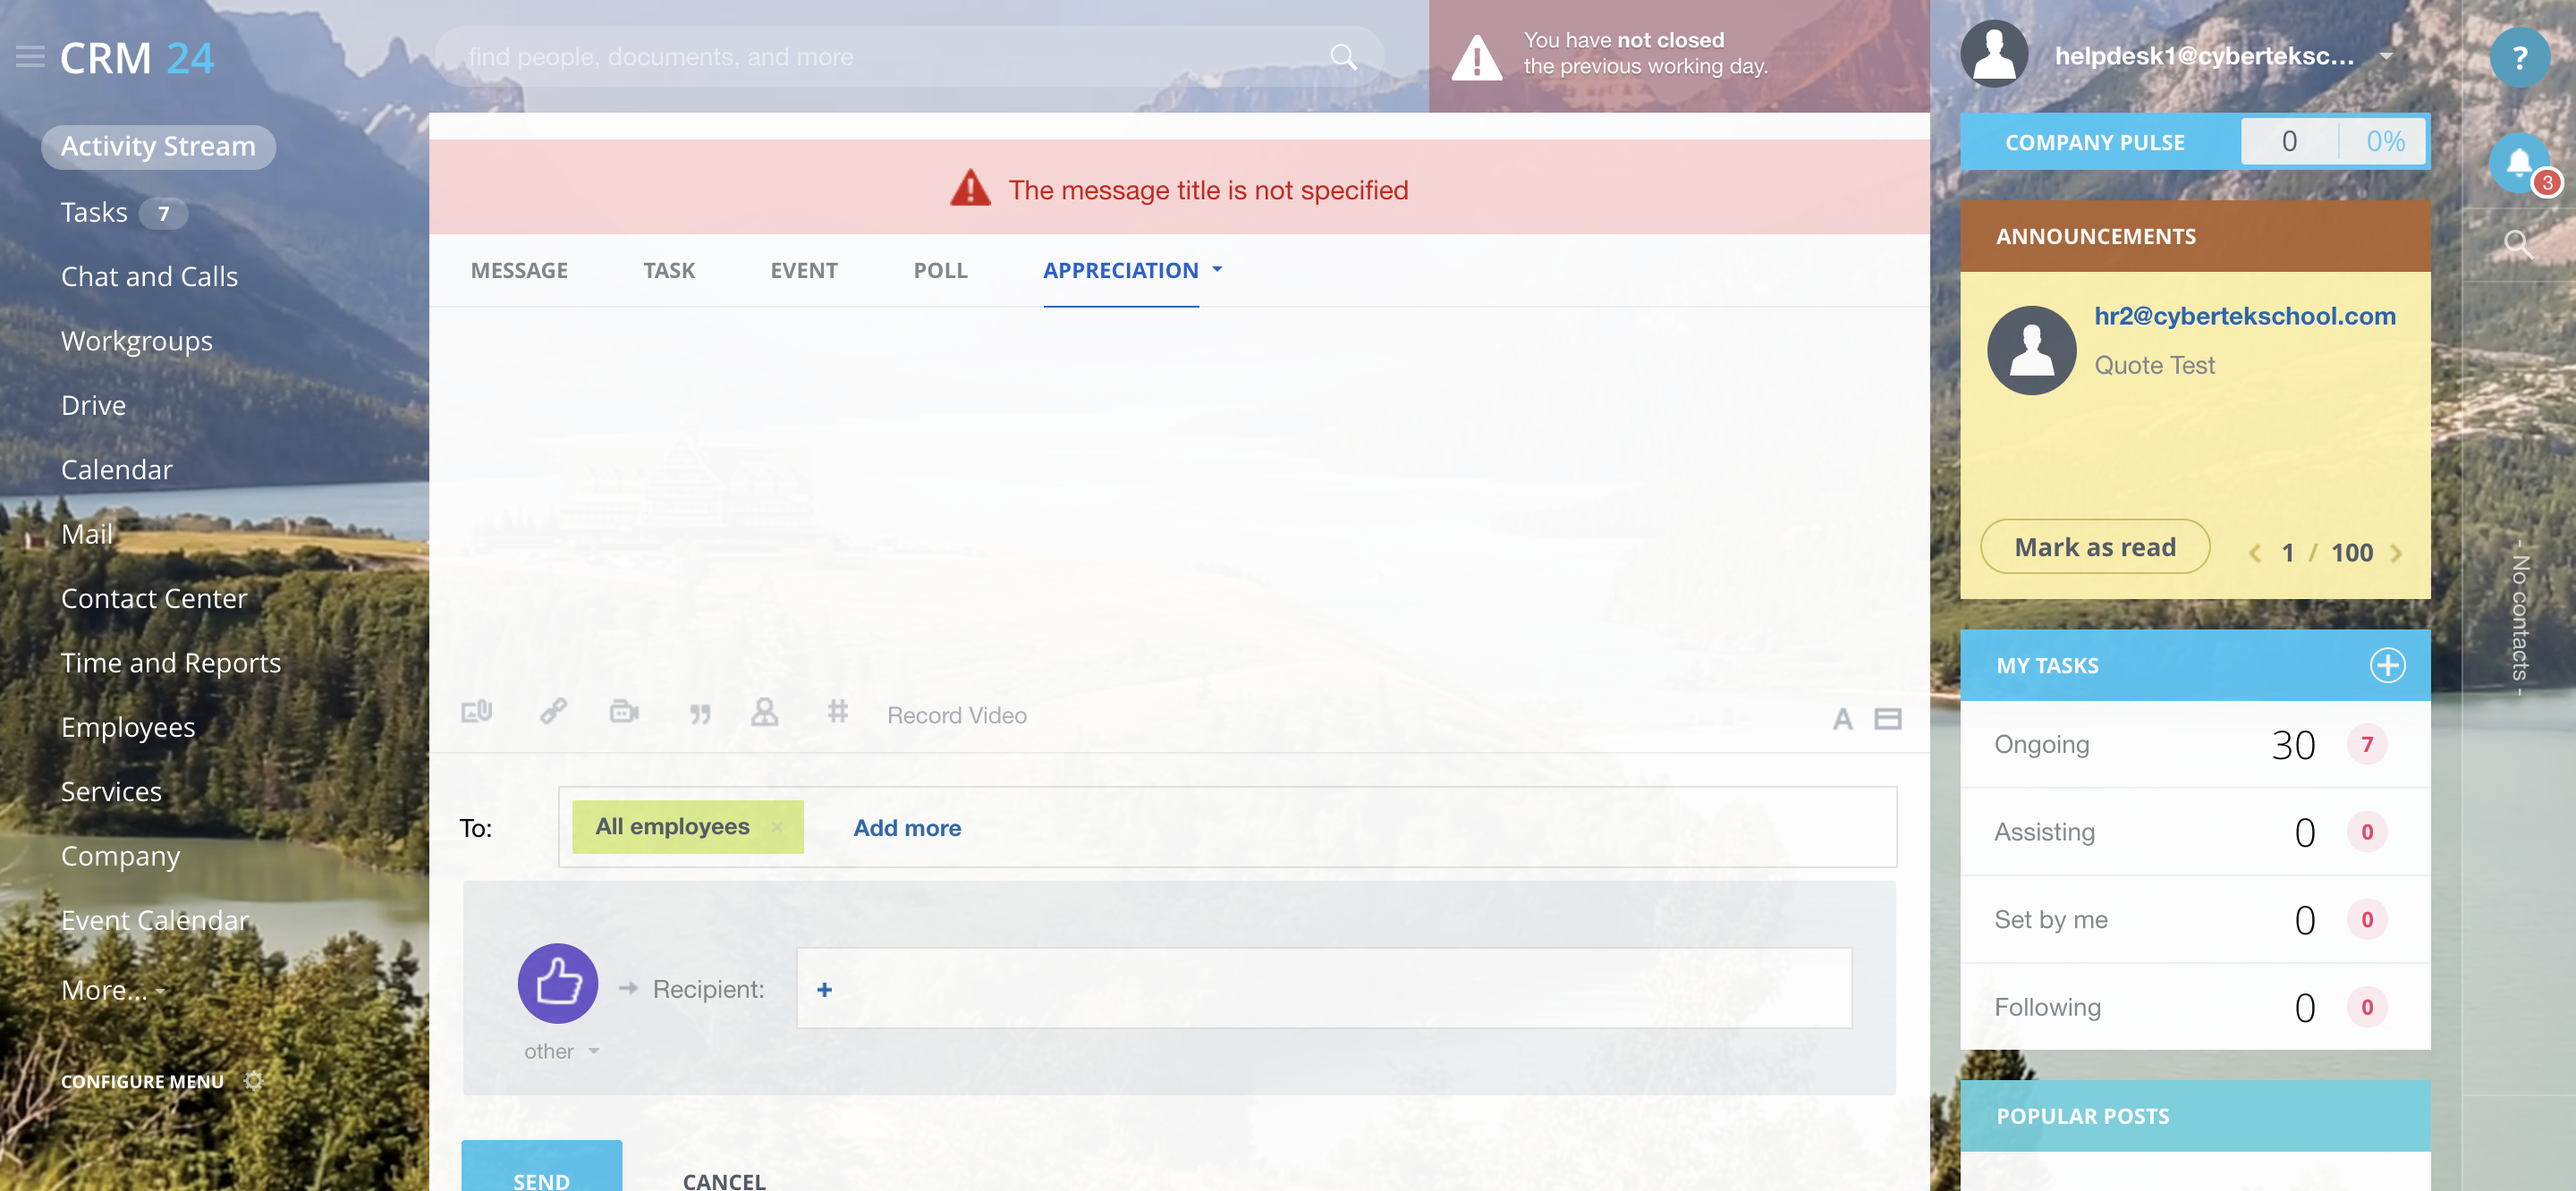 CRM 24
find people, documents, and more
You have not closed
the previous working day.
helpdesk1@cyberteksc...
?
Activity Stream
Tasks 7
Chat and Calls
Workgroups
Drive
Calendar
Mail
Contact Center
Time and Reports
Employees
Services
Company
Event Calendar
More...
CONFIGURE MENU
The message title is not specified
MESSAGE TASK EVENT POLL APPRECIATION
# Record Video A
To: All employees × Add more
Recipient: +
other
SEND CANCEL
COMPANY PULSE 0 0%
3
ANNOUNCEMENTS
hr2@cybertekschool.com
Quote Test
Mark as read 1 / 100
MY TASKS
Ongoing 30 7
Assisting 0 0
Set by me 0 0
Following 0 0
POPULAR POSTS
- No contacts -